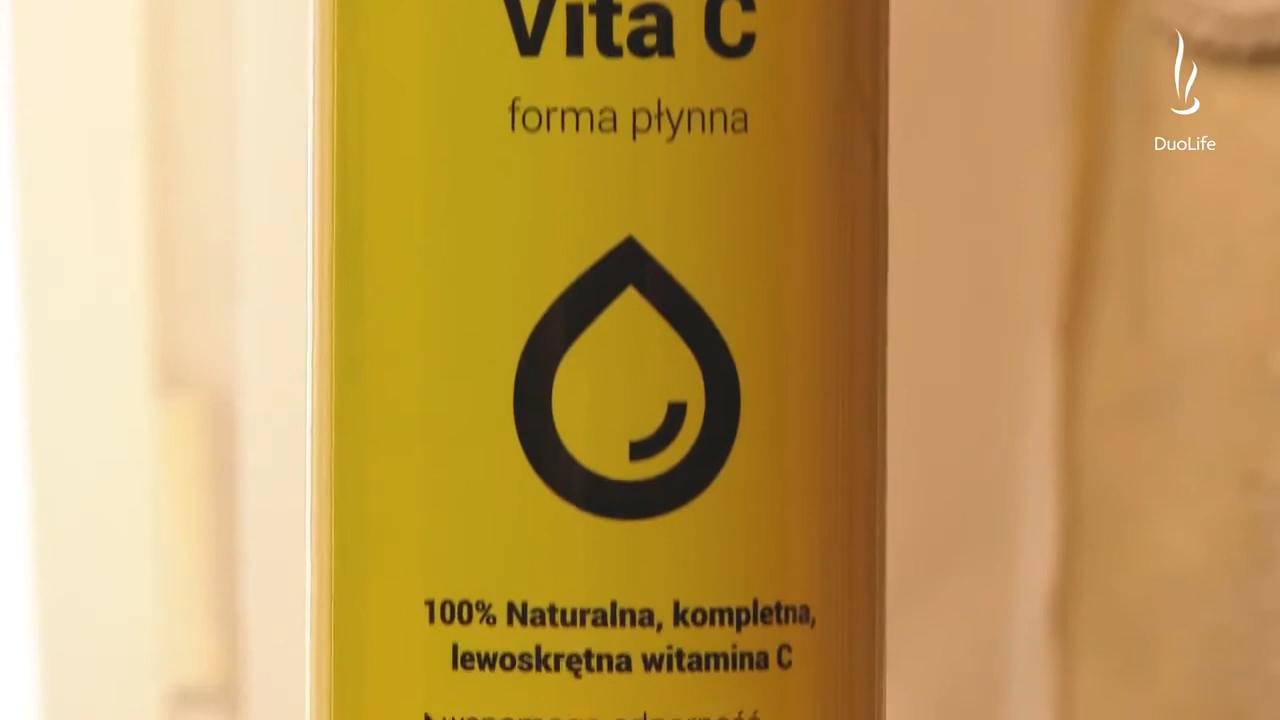 Vita C
forma płynna
DuoLife
100% Naturalna, kompletna,
lewoskrętna witamina C